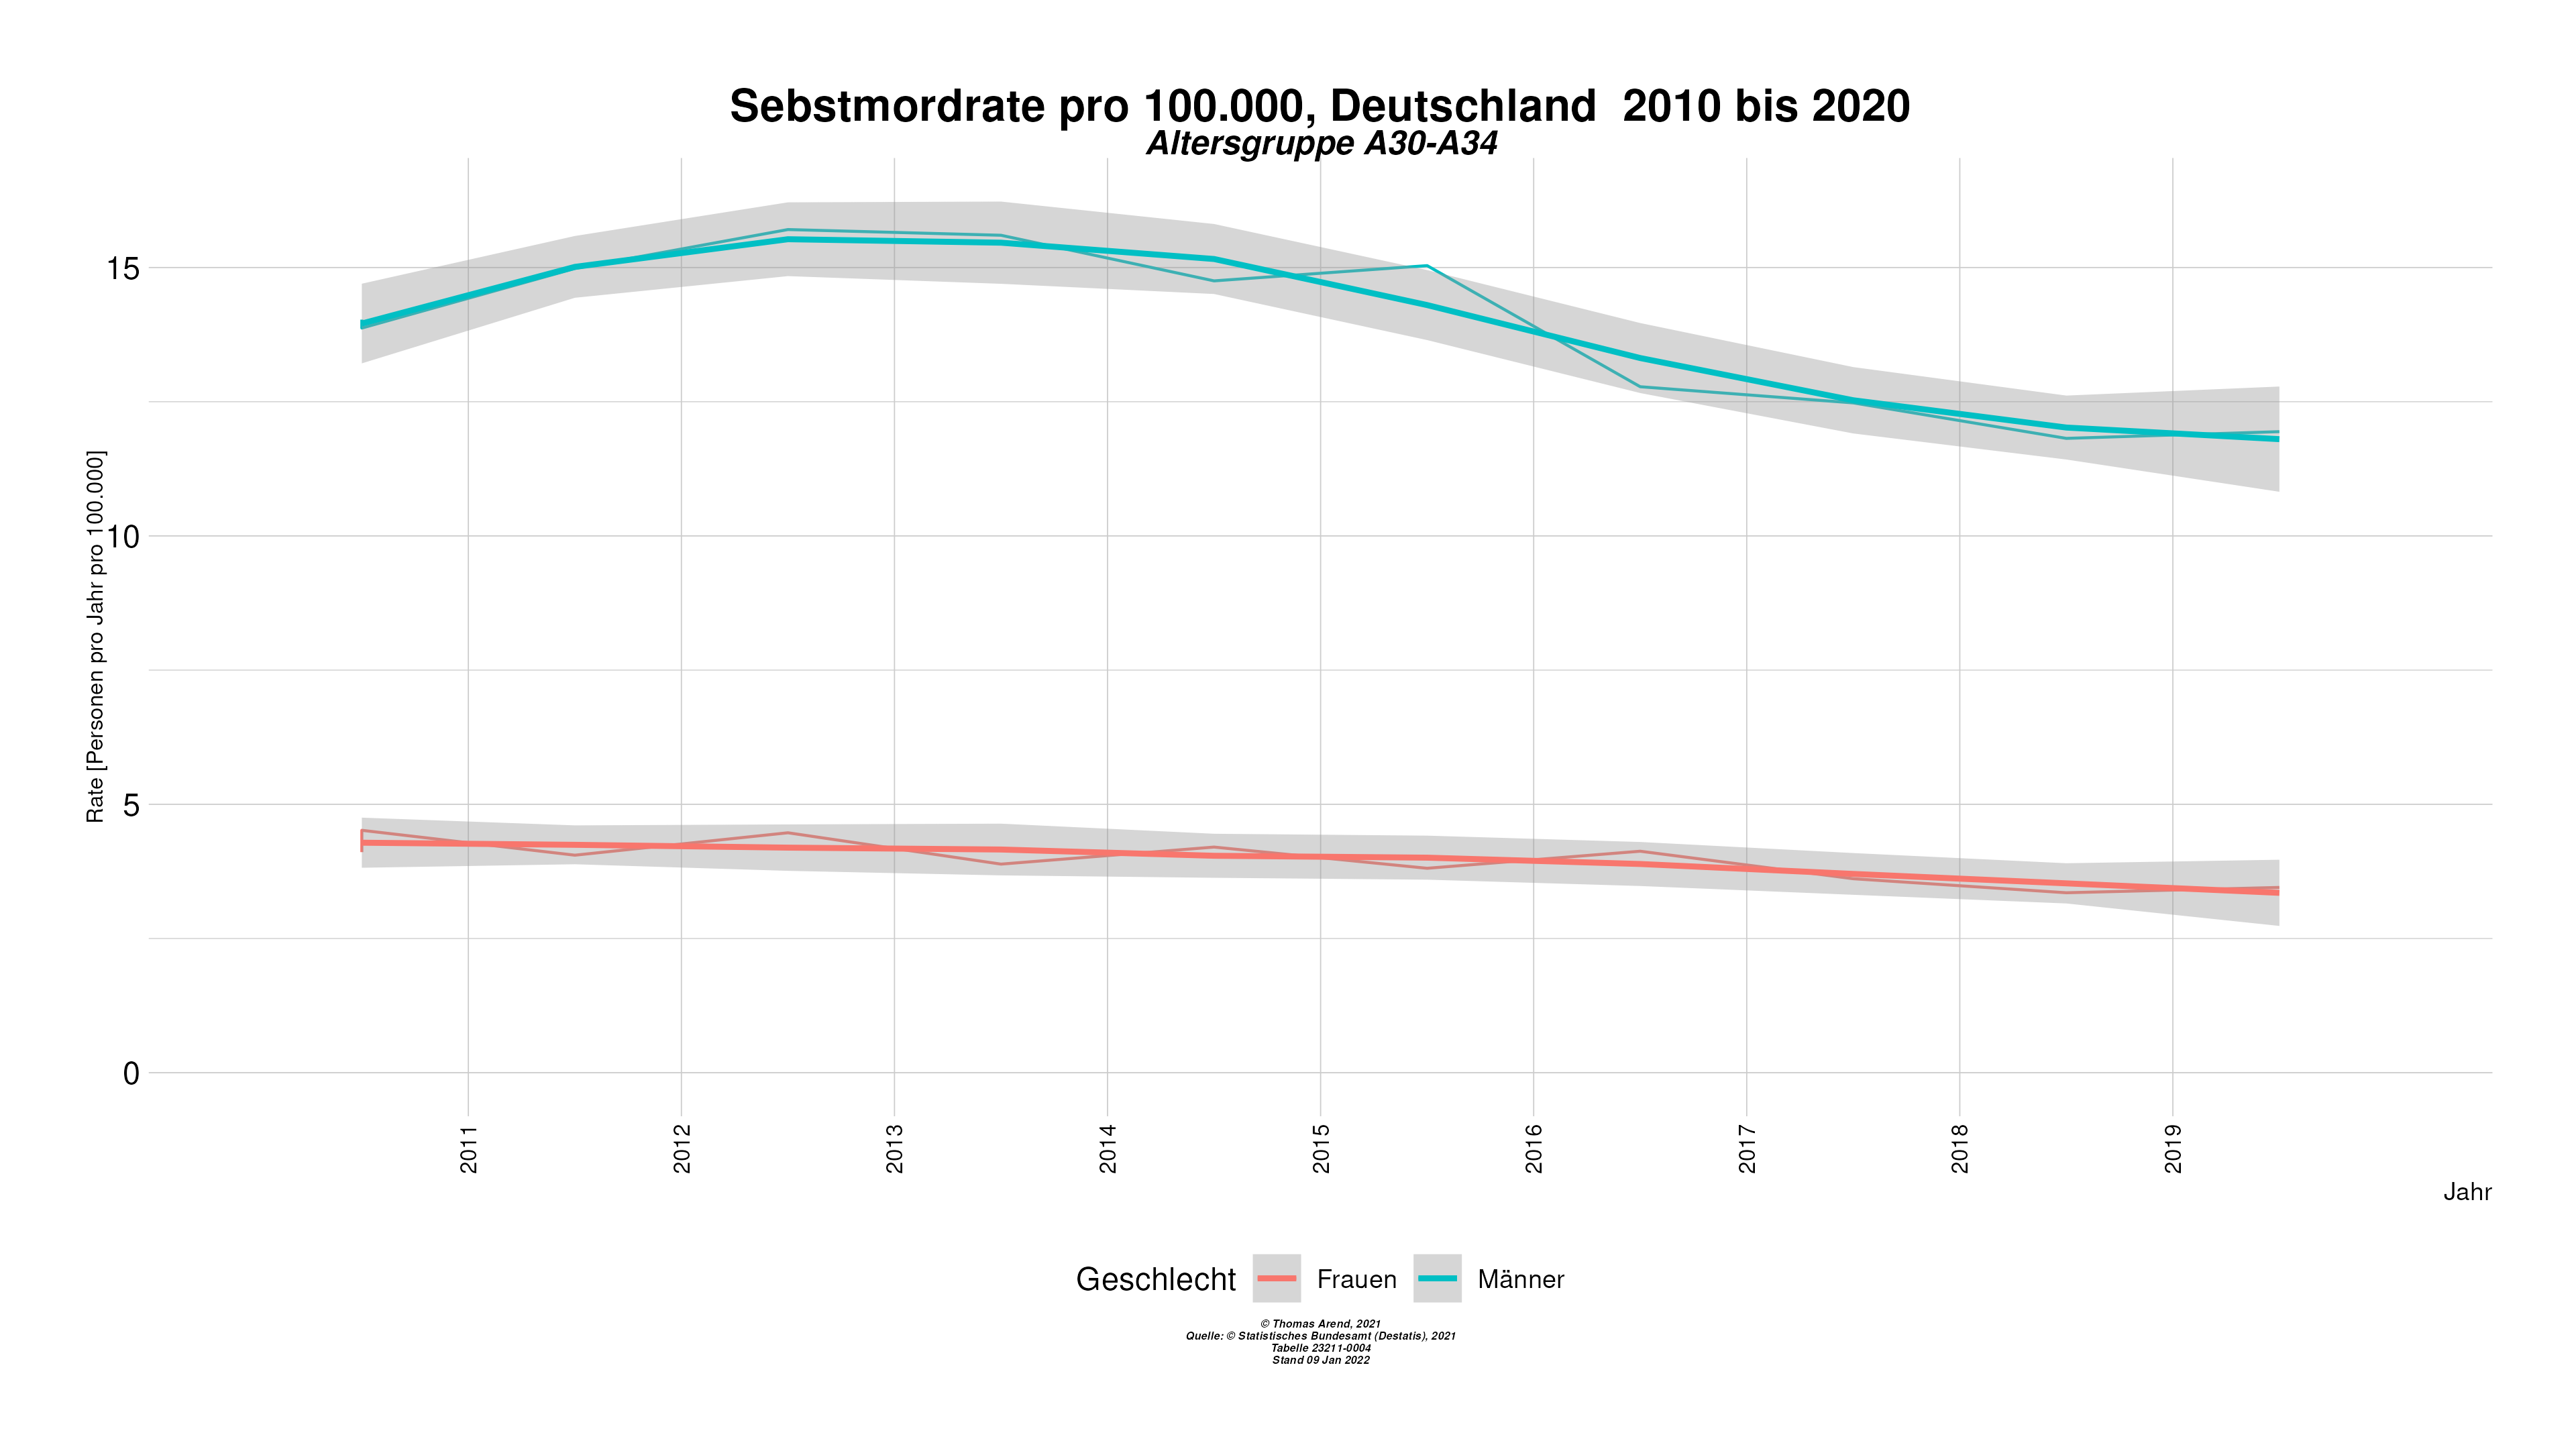 Sebstmordrate pro 100.000, Deutschland  2010 bis 2020
Altersgruppe A30-A34
Rate [Personen pro Jahr pro 100.000]
15
10
5
0
2011
2012
2013
2014
2015
2016
2017
2018
2019
Jahr
Geschlecht Frauen Männer
© Thomas Arend, 2021
Quelle: © Statistisches Bundesamt (Destatis), 2021
Tabelle 23211-0004
Stand 09 Jan 2022